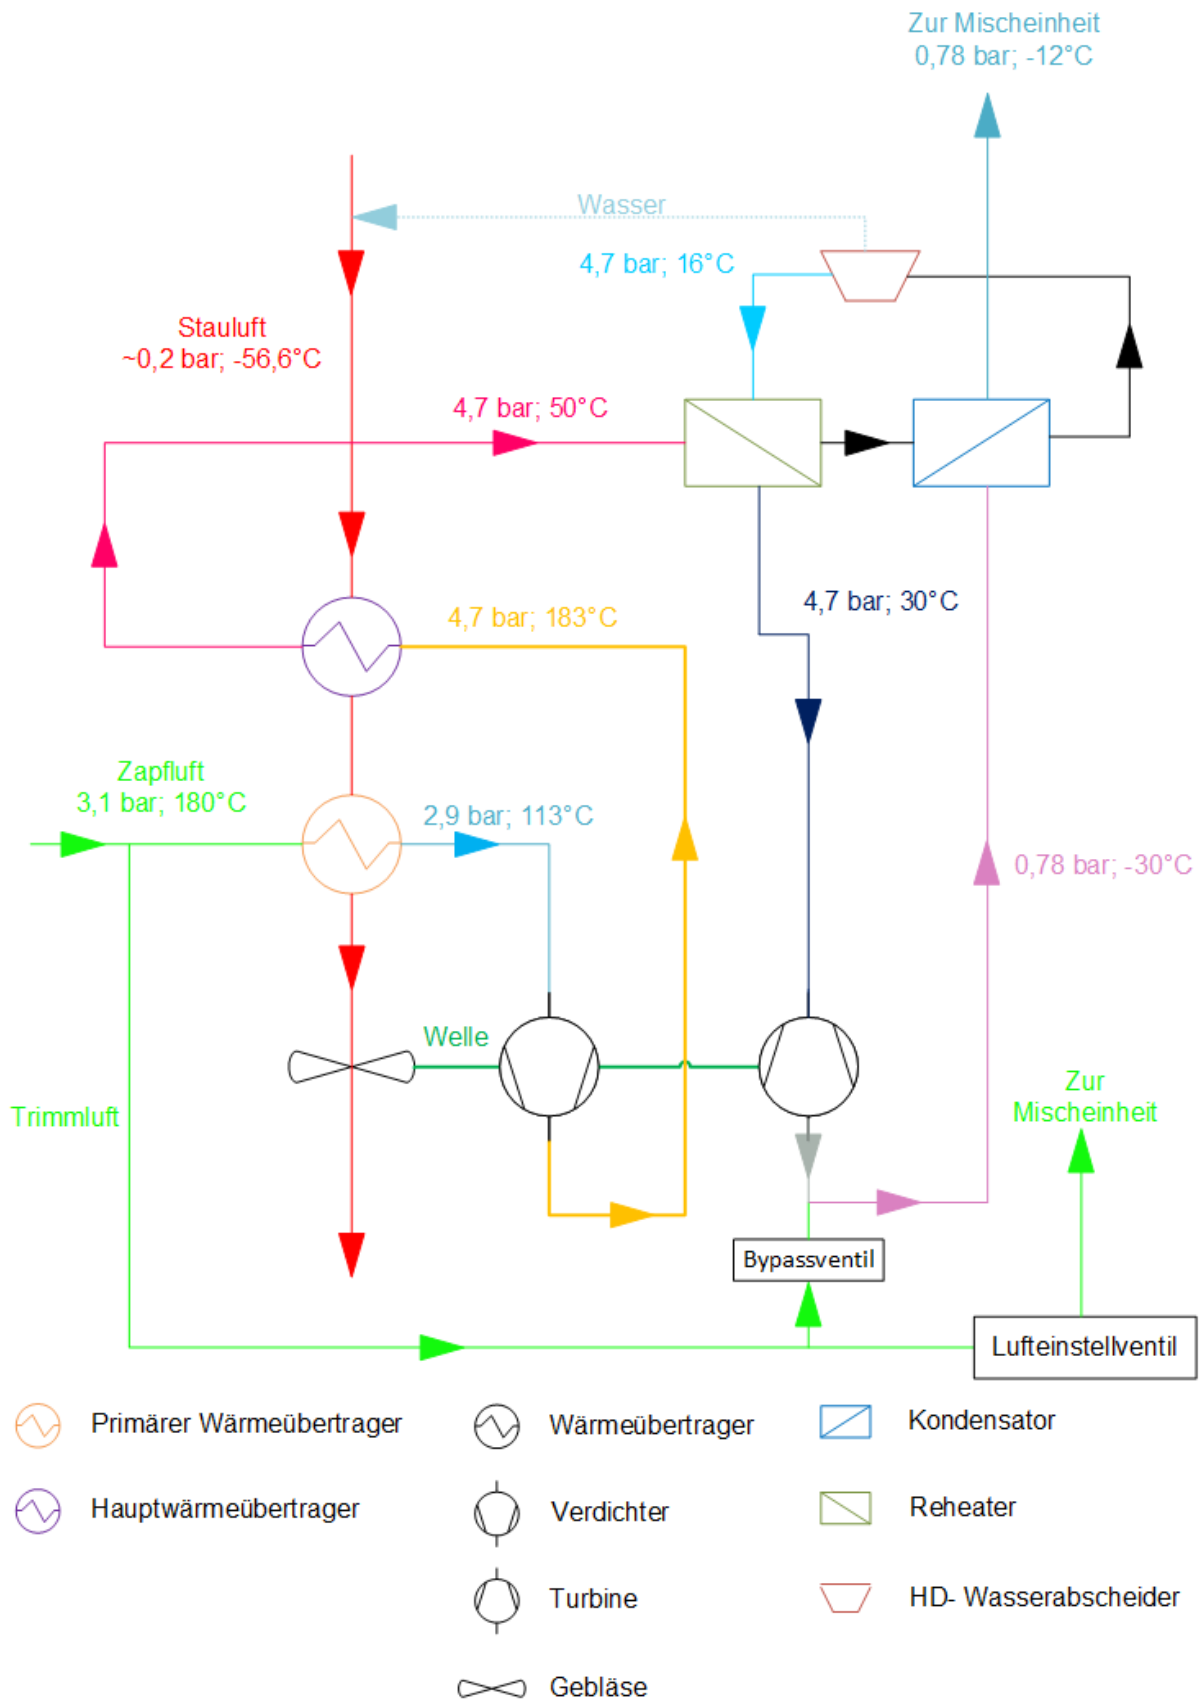 Zur Mischeinheit
0,78 bar; -12°C
Wasser
4,7 bar; 16°C
Stauluft
~0,2 bar; -56,6°C
4,7 bar; 50°C
4,7 bar; 30°C
4,7 bar; 183°C
Zapfluft
3,1 bar; 180°C
2,9 bar; 113°C
0,78 bar; -30°C
Welle
Trimmluft
Zur
Mischeinheit
Bypassventil
Lufteinstellventil
Primärer Wärmeübertrager
Wärmeübertrager
Kondensator
Hauptwärmeübertrager
Verdichter
Reheater
Turbine
HD- Wasserabscheider
Gebläse